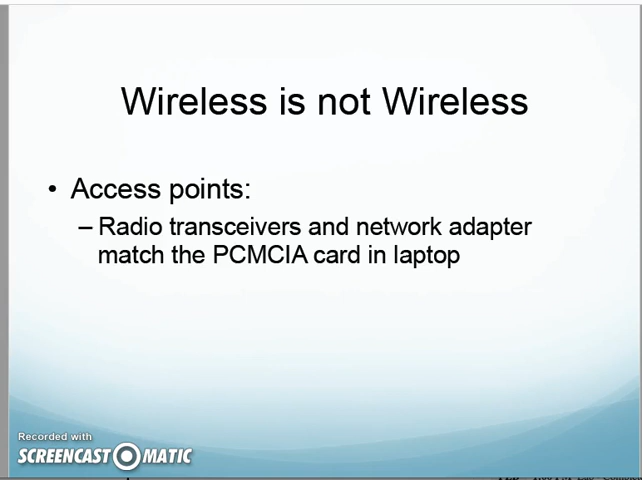 Wireless is not Wireless
• Access points:
– Radio transceivers and network adapter
match the PCMCIA card in laptop
Recorded with
SCREENCAST MATIC